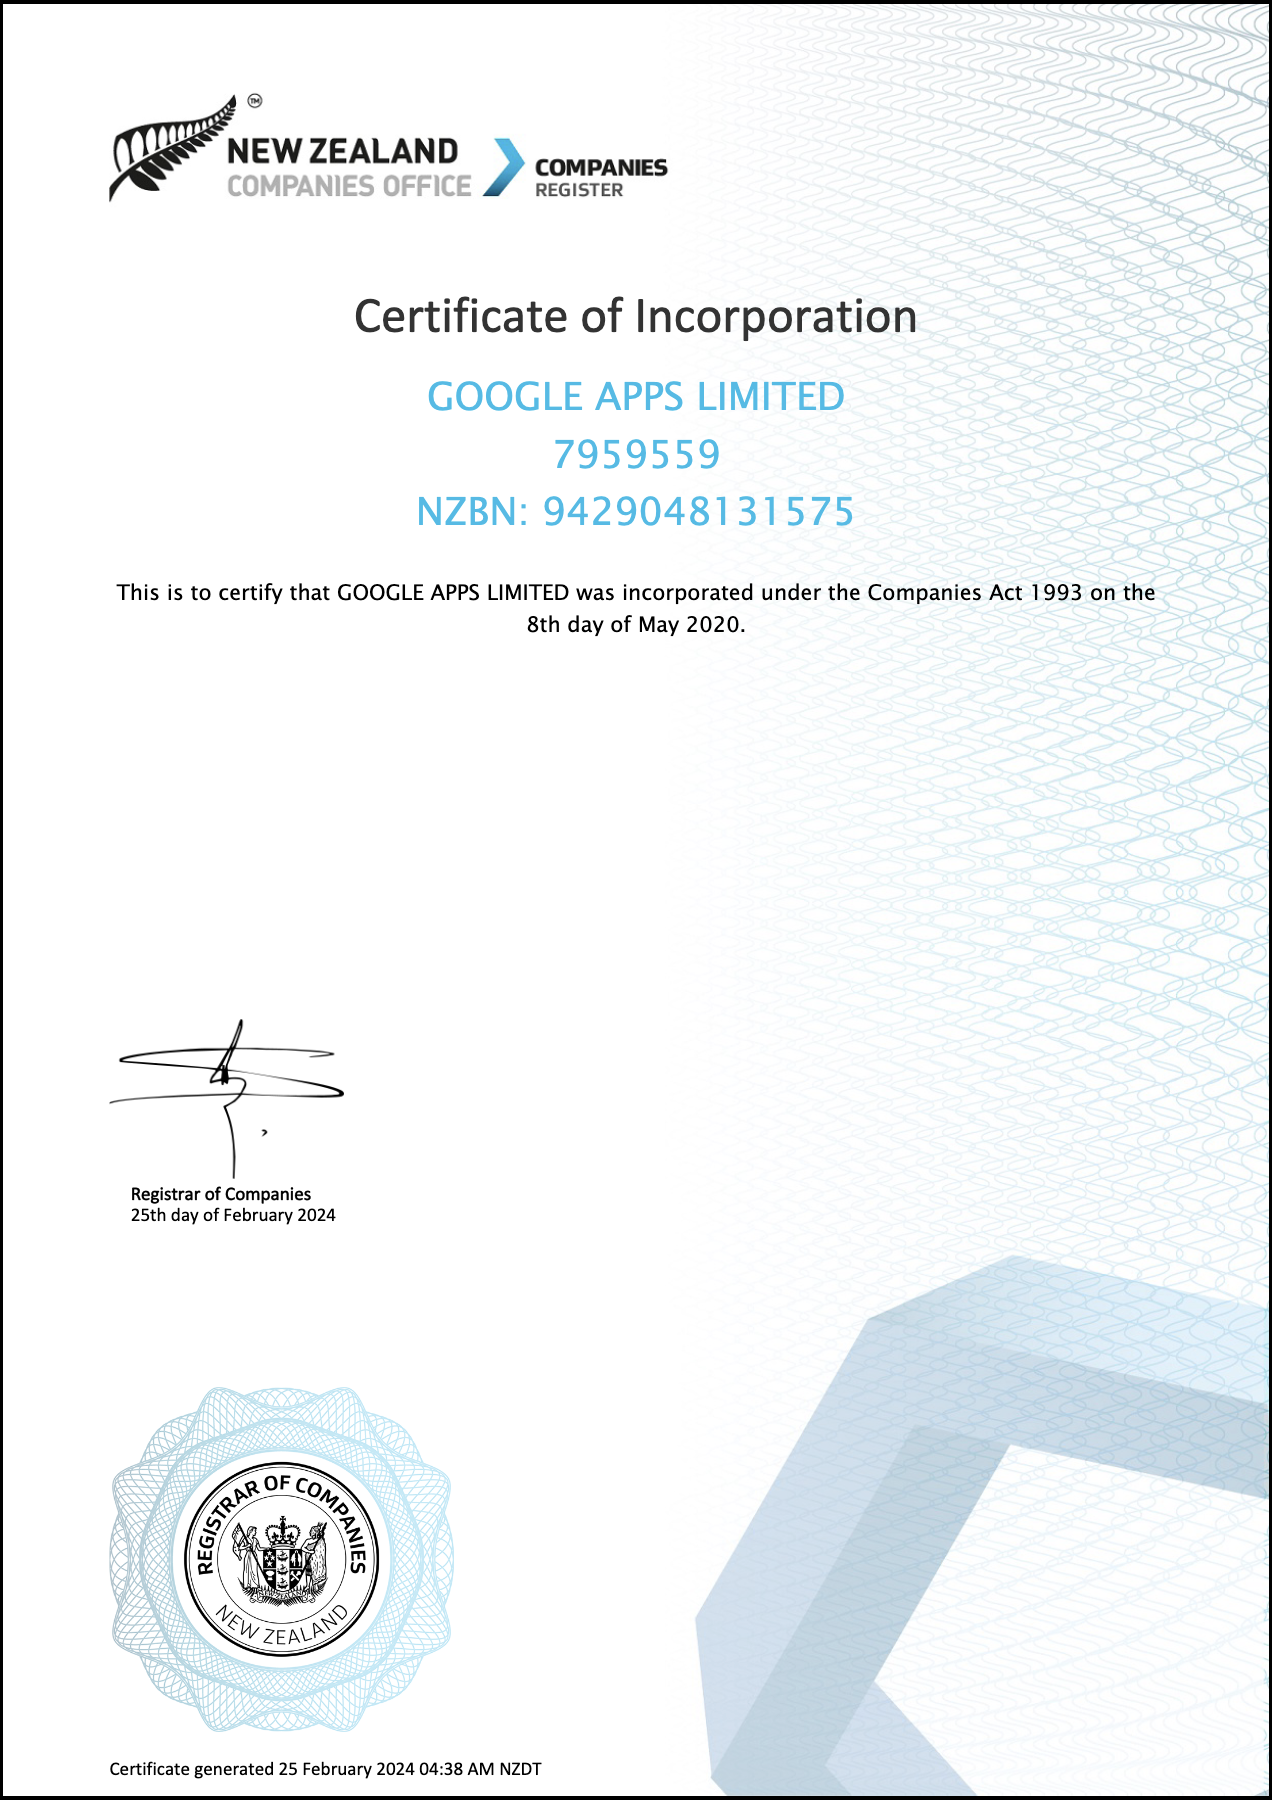 TM
NEW ZEALAND
COMPANIES OFFICE
COMPANIES
REGISTER
Certificate of Incorporation
GOOGLE APPS LIMITED
7959559
NZBN: 9429048131575
This is to certify that GOOGLE APPS LIMITED was incorporated under the Companies Act 1993 on the
8th day of May 2020.
Registrar of Companies
25th day of February 2024
REGISTRAR OF COMPANIES
NEW ZEALAND
Certificate generated 25 February 2024 04:38 AM NZDT